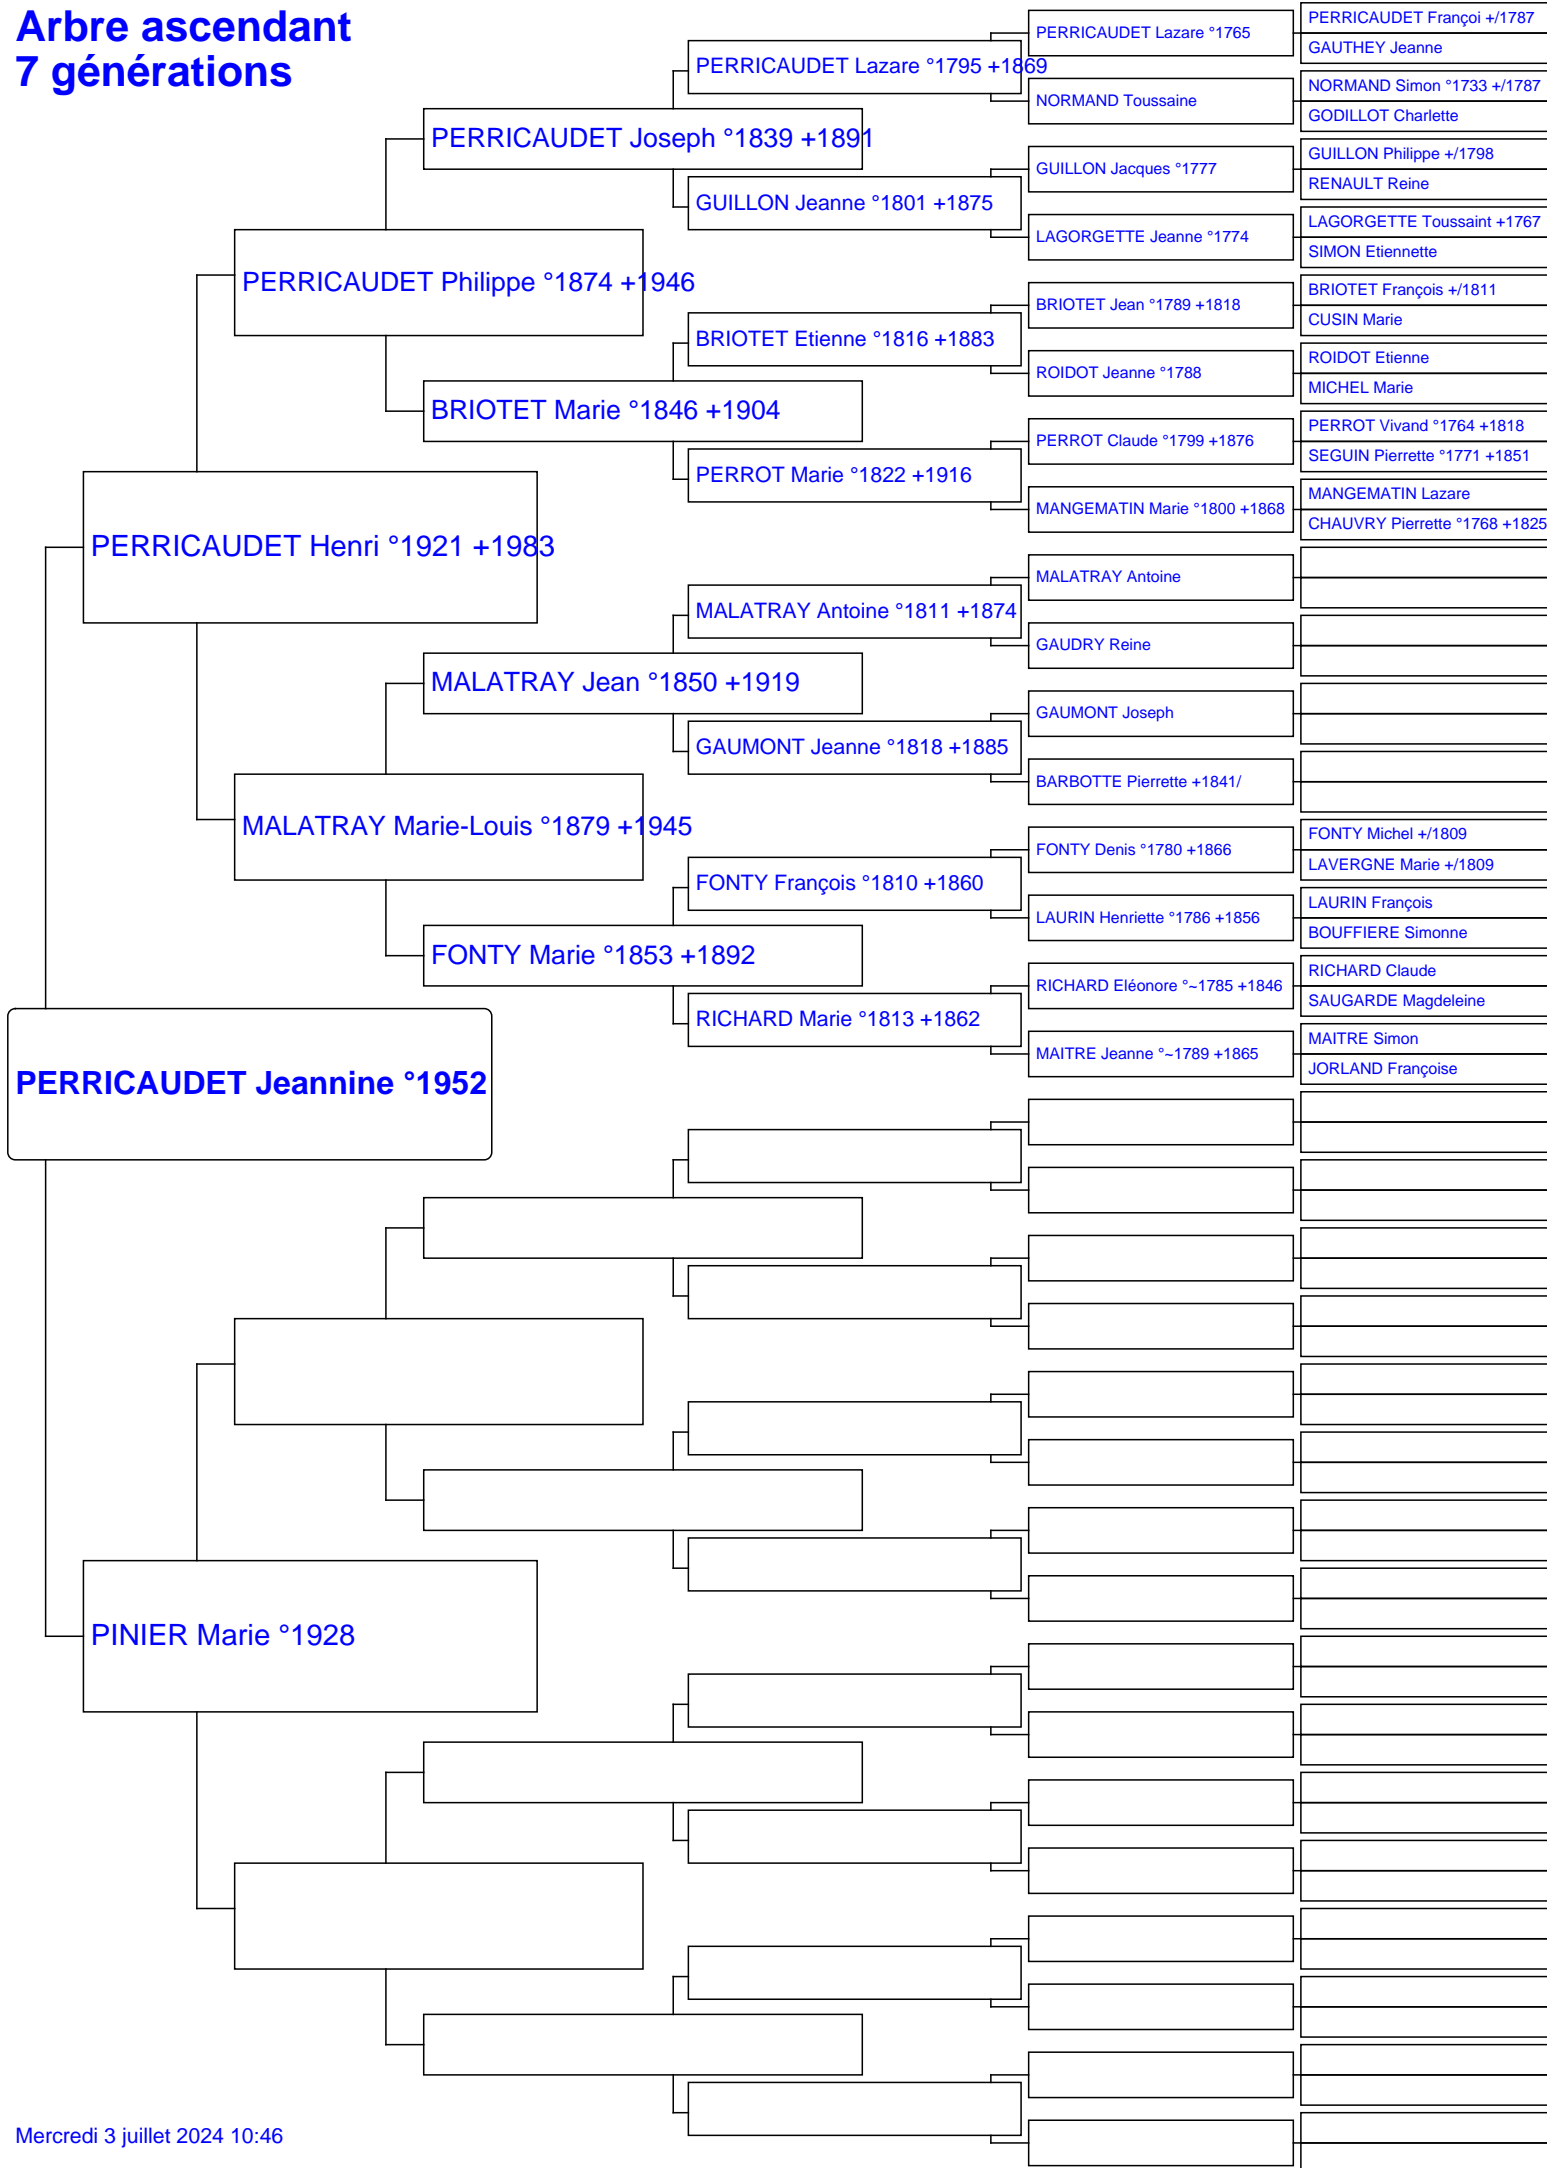 Arbre ascendant
7 générations
PERRICAUDET Jeannine °1952
PERRICAUDET Henri °1921 +1983
PINIER Marie °1928
PERRICAUDET Philippe °1874 +1946
MALATRAY Marie-Louis °1879 +1945
PERRICAUDET Joseph °1839 +1891
BRIOTET Marie °1846 +1904
MALATRAY Jean °1850 +1919
FONTY Marie °1853 +1892
PERRICAUDET Lazare °1795 +1869
GUILLON Jeanne °1801 +1875
BRIOTET Etienne °1816 +1883
PERROT Marie °1822 +1916
MALATRAY Antoine °1811 +1874
GAUMONT Jeanne °1818 +1885
FONTY François °1810 +1860
RICHARD Marie °1813 +1862
PERRICAUDET Lazare °1765
NORMAND Toussaine
GUILLON Jacques °1777
LAGORGETTE Jeanne °1774
BRIOTET Jean °1789 +1818
ROIDOT Jeanne °1788
PERROT Claude °1799 +1876
MANGEMATIN Marie °1800 +1868
MALATRAY Antoine
GAUDRY Reine
GAUMONT Joseph
BARBOTTE Pierrette +1841/
FONTY Denis °1780 +1866
LAURIN Henriette °1786 +1856
RICHARD Eléonore °~1785 +1846
MAITRE Jeanne °~1789 +1865
PERRICAUDET Françoi +/1787
GAUTHEY Jeanne
NORMAND Simon °1733 +/1787
GODILLOT Charlette
GUILLON Philippe +/1798
RENAULT Reine
LAGORGETTE Toussaint +1767
SIMON Etiennette
BRIOTET François +/1811
CUSIN Marie
ROIDOT Etienne
MICHEL Marie
PERROT Vivand °1764 +1818
SEGUIN Pierrette °1771 +1851
MANGEMATIN Lazare
CHAUVRY Pierrette °1768 +1825
FONTY Michel +/1809
LAVERGNE Marie +/1809
LAURIN François
BOUFFIERE Simonne
RICHARD Claude
SAUGARDE Magdeleine
MAITRE Simon
JORLAND Françoise
Mercredi 3 juillet 2024 10:46